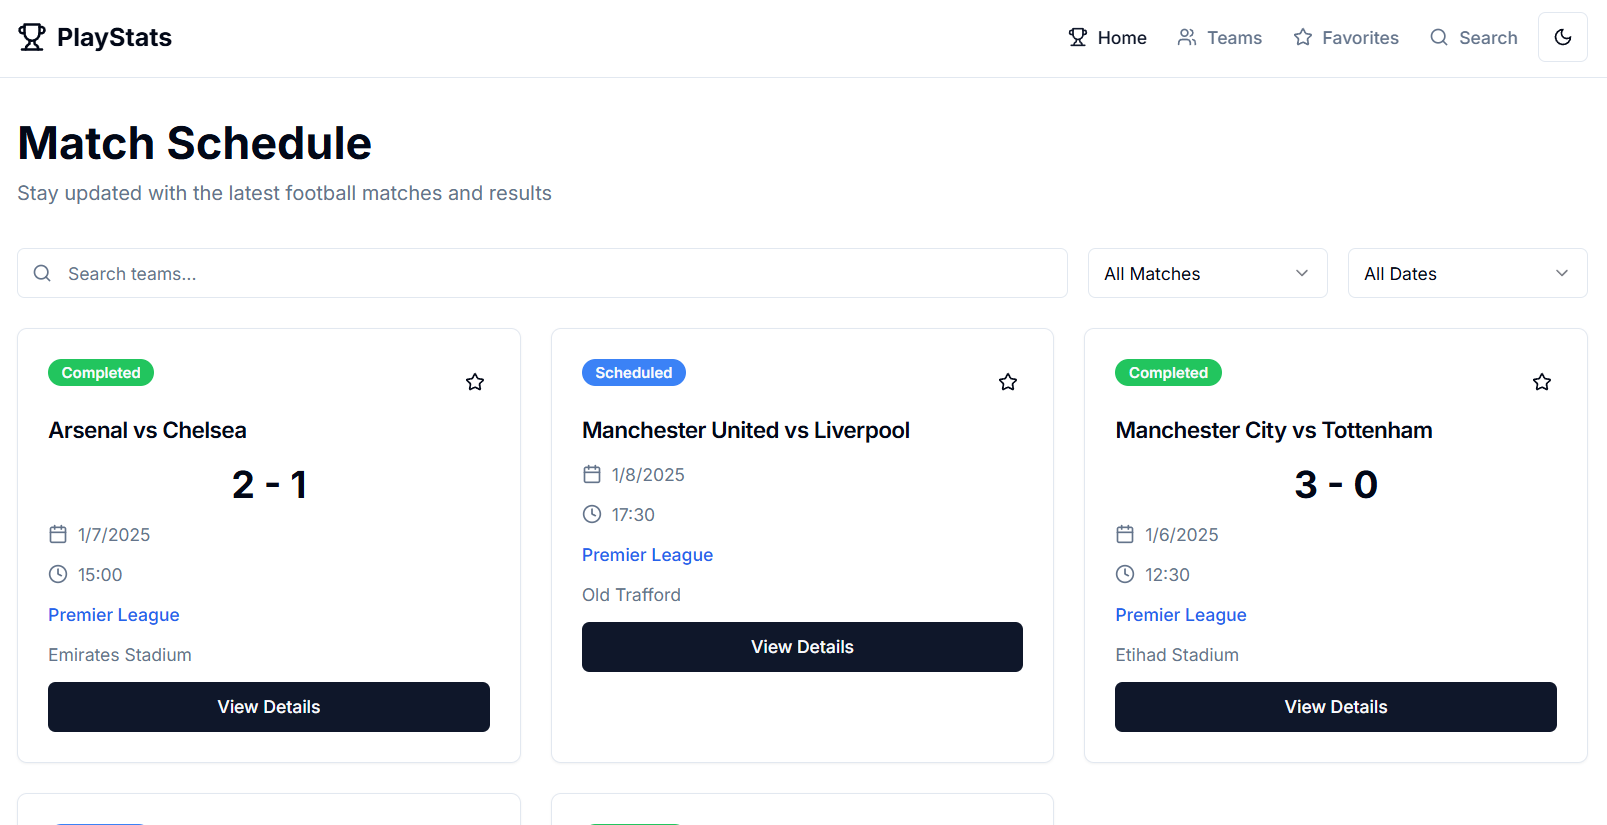 PlayStats
Home
Teams
Favorites
Search
Match Schedule
Stay updated with the latest football matches and results
Search teams...
All Matches
All Dates
Completed
Arsenal vs Chelsea
2 - 1
1/7/2025
15:00
Premier League
Emirates Stadium
View Details
Scheduled
Manchester United vs Liverpool
1/8/2025
17:30
Premier League
Old Trafford
View Details
Completed
Manchester City vs Tottenham
3 - 0
1/6/2025
12:30
Premier League
Etihad Stadium
View Details